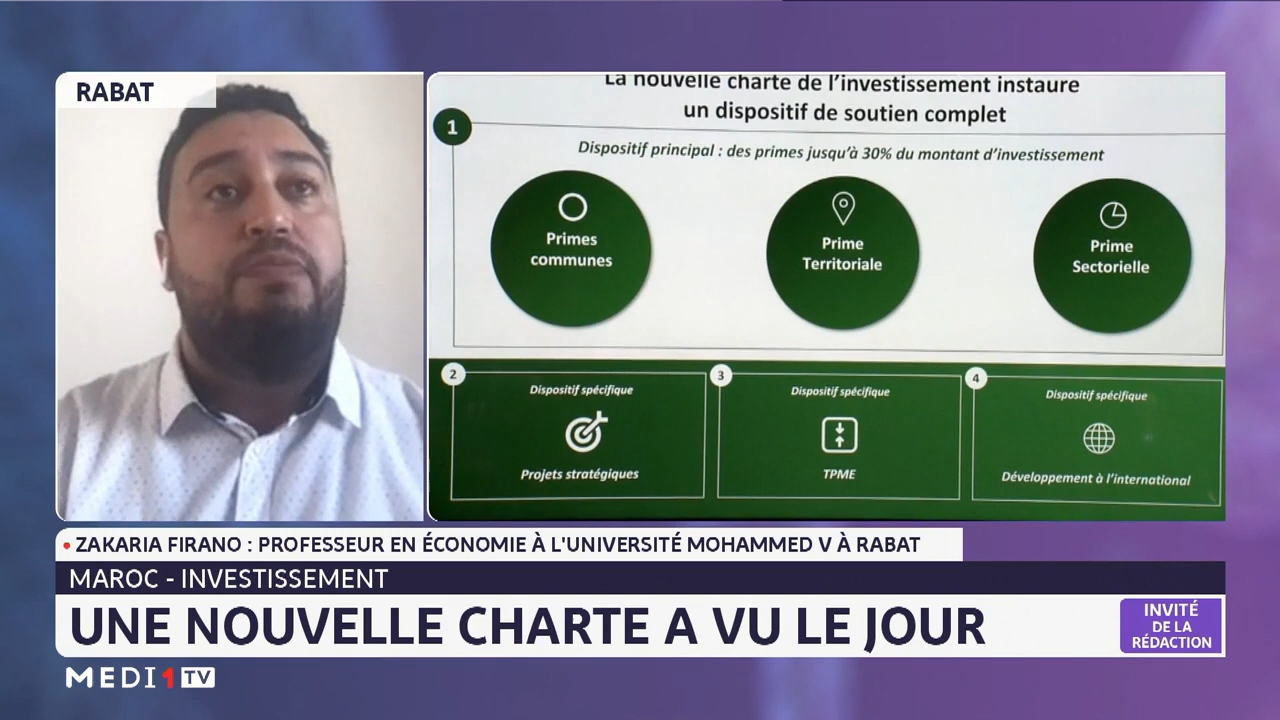 RABAT
La nouvelle charte de l'investissement instaure
un dispositif de soutien complet
1
Dispositif principal : des primes jusqu'à 30% du montant d'investissement
Primes
communes
Prime
Territoriale
Prime
Sectorielle
2
Dispositif spécifique
Projets stratégiques
3
Dispositif spécifique
TPME
4
Dispositif spécifique
Développement à l'international
ZAKARIA FIRANO : PROFESSEUR EN ÉCONOMIE À L'UNIVERSITÉ MOHAMMED V À RABAT
MAROC - INVESTISSEMENT
UNE NOUVELLE CHARTE A VU LE JOUR
INVITÉ
DE LA
RÉDACTION
MEDI1 TV